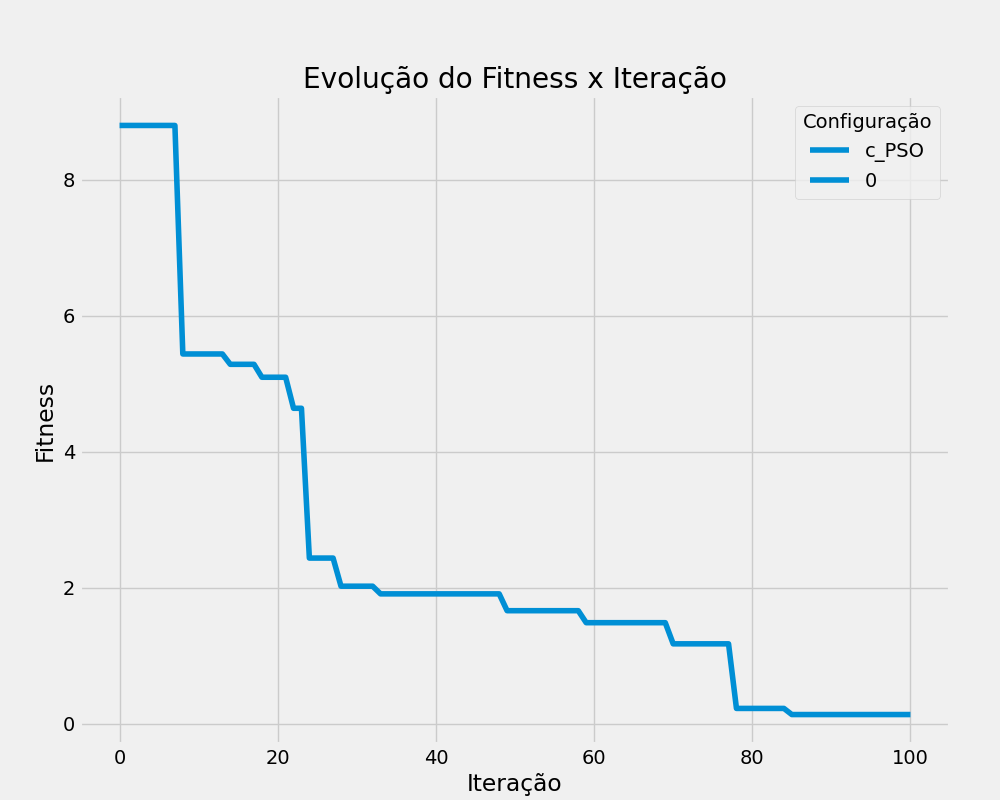 Evolução do Fitness x Iteração
Configuração
c_PSO
0
Fitness
8
6
4
2
0
0 20 40 60 80 100
Iteração